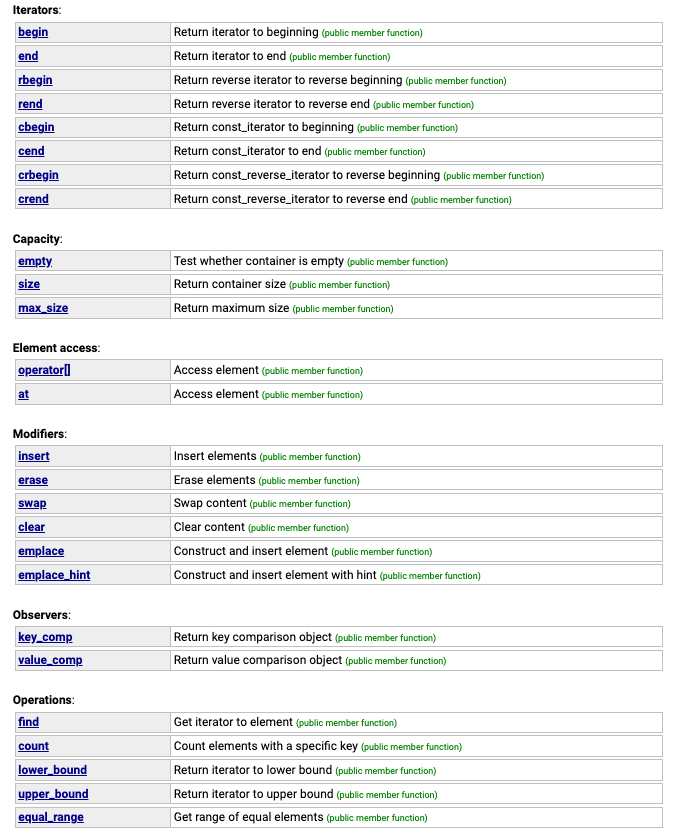 Iterators:
begin Return iterator to beginning (public member function)
end Return iterator to end (public member function)
rbegin Return reverse iterator to reverse beginning (public member function)
rend Return reverse iterator to reverse end (public member function)
cbegin Return const_iterator to beginning (public member function)
cend Return const_iterator to end (public member function)
crbegin Return const_reverse_iterator to reverse beginning (public member function)
crend Return const_reverse_iterator to reverse end (public member function)
Capacity:
empty Test whether container is empty (public member function)
size Return container size (public member function)
max_size Return maximum size (public member function)
Element access:
operator[] Access element (public member function)
at Access element (public member function)
Modifiers:
insert Insert elements (public member function)
erase Erase elements (public member function)
swap Swap content (public member function)
clear Clear content (public member function)
emplace Construct and insert element (public member function)
emplace_hint Construct and insert element with hint (public member function)
Observers:
key_comp Return key comparison object (public member function)
value_comp Return value comparison object (public member function)
Operations:
find Get iterator to element (public member function)
count Count elements with a specific key (public member function)
lower_bound Return iterator to lower bound (public member function)
upper_bound Return iterator to upper bound (public member function)
equal_range Get range of equal elements (public member function)